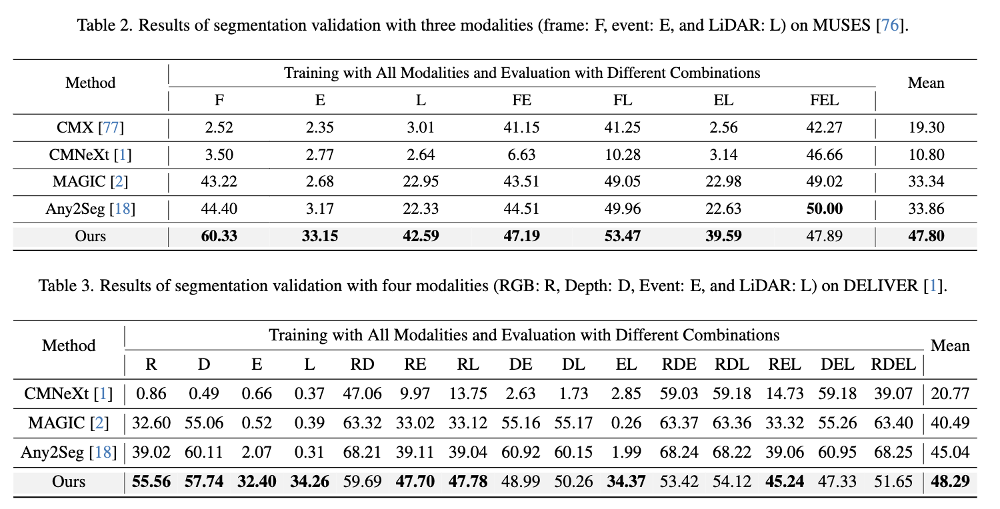 Table 2. Results of segmentation validation with three modalities (frame: F, event: E, and LiDAR: L) on MUSES [76].
Method Training with All Modalities and Evaluation with Different Combinations Mean
F E L FE FL EL FEL
CMX [77] 2.52 2.35 3.01 41.15 41.25 2.56 42.27 19.30
CMNeXt [1] 3.50 2.77 2.64 6.63 10.28 3.14 46.66 10.80
MAGIC [2] 43.22 2.68 22.95 43.51 49.05 22.98 49.02 33.34
Any2Seg [18] 44.40 3.17 22.33 44.51 49.96 22.63 50.00 33.86
Ours 60.33 33.15 42.59 47.19 53.47 39.59 47.89 47.80
Table 3. Results of segmentation validation with four modalities (RGB: R, Depth: D, Event: E, and LiDAR: L) on DELIVER [1].
Method Training with All Modalities and Evaluation with Different Combinations Mean
R D E L RD RE RL DE DL EL RDE RDL REL DEL RDEL
CMNeXt [1] 0.86 0.49 0.66 0.37 47.06 9.97 13.75 2.63 1.73 2.85 59.03 59.18 14.73 59.18 39.07 20.77
MAGIC [2] 32.60 55.06 0.52 0.39 63.32 33.02 33.12 55.16 55.17 0.26 63.37 63.36 33.32 55.26 63.40 40.49
Any2Seg [18] 39.02 60.11 2.07 0.31 68.21 39.11 39.04 60.92 60.15 1.99 68.24 68.22 39.06 60.95 68.25 45.04
Ours 55.56 57.74 32.40 34.26 59.69 47.70 47.78 48.99 50.26 34.37 53.42 54.12 45.24 47.33 51.65 48.29